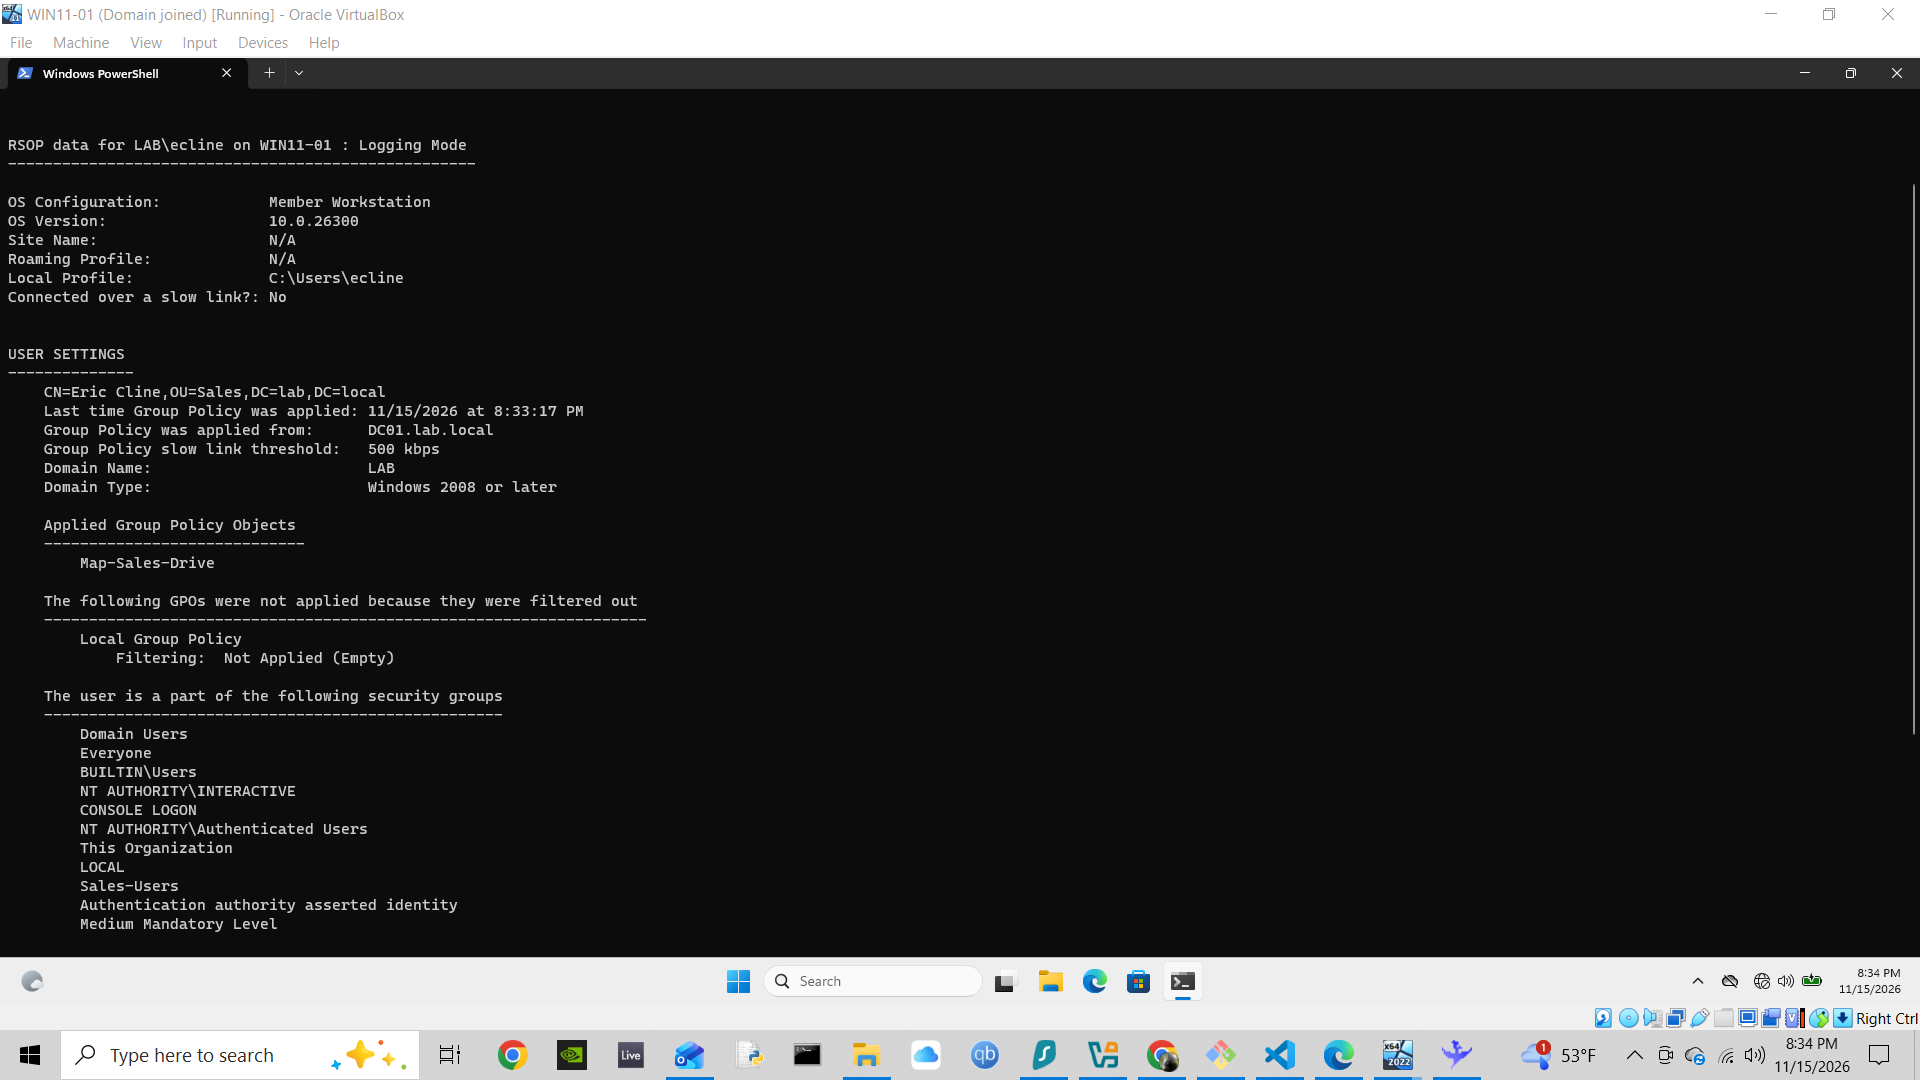 WIN11-01 (Domain joined) [Running] - Oracle VirtualBox
File Machine View Input Devices Help
Windows PowerShell
RSOP data for LAB\ecline on WIN11-01 : Logging Mode
----------------------------------------------------
OS Configuration: Member Workstation
OS Version: 10.0.26300
Site Name: N/A
Roaming Profile: N/A
Local Profile: C:\Users\ecline
Connected over a slow link?: No
USER SETTINGS
--------------
CN=Eric Cline,OU=Sales,DC=lab,DC=local
Last time Group Policy was applied: 11/15/2026 at 8:33:17 PM
Group Policy was applied from: DC01.lab.local
Group Policy slow link threshold: 500 kbps
Domain Name: LAB
Domain Type: Windows 2008 or later
Applied Group Policy Objects
-----------------------------
Map-Sales-Drive
The following GPOs were not applied because they were filtered out
-------------------------------------------------------------------
Local Group Policy
Filtering: Not Applied (Empty)
The user is a part of the following security groups
---------------------------------------------------
Domain Users
Everyone
BUILTIN\Users
NT AUTHORITY\INTERACTIVE
CONSOLE LOGON
NT AUTHORITY\Authenticated Users
This Organization
LOCAL
Sales-Users
Authentication authority asserted identity
Medium Mandatory Level
Search
8:34 PM
11/15/2026
Right Ctrl
Type here to search
Live
qb
X64
2022
1
53°F
8:34 PM
11/15/2026